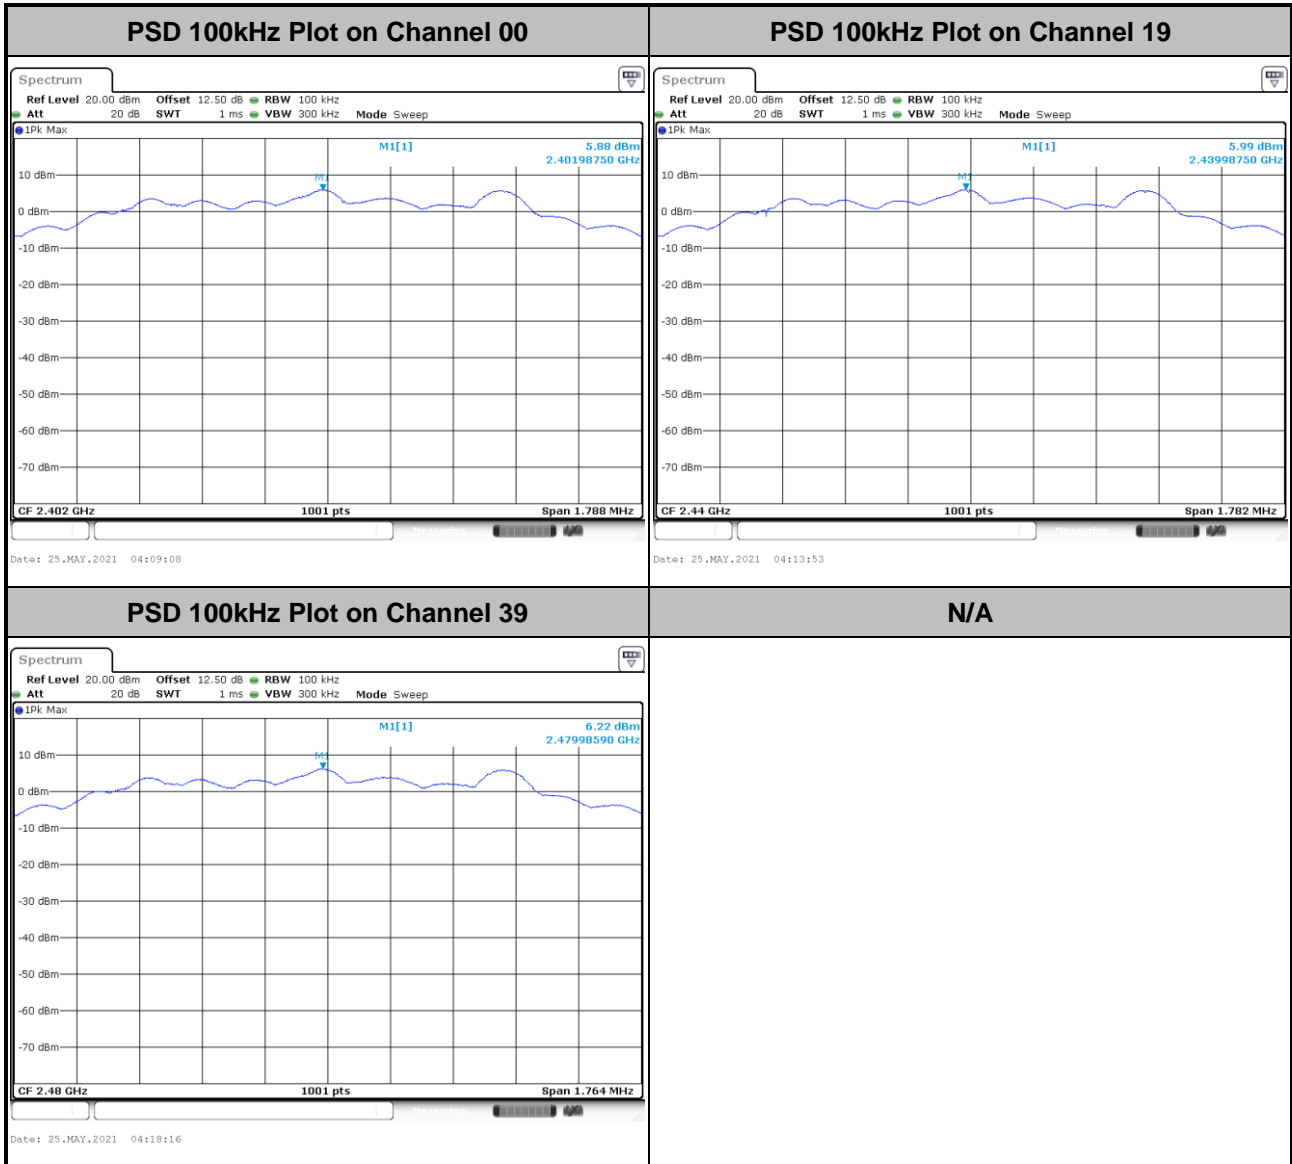 PSD 100kHz Plot on Channel 00
Spectrum
Ref Level 20.00 dBm Offset 12.50 dB RBW 100 kHz
Att 20 dB SWT 1 ms VBW 300 kHz Mode Sweep
1Pk Max
M1[1] 5.88 dBm
2.40198750 GHz
M1
10 dBm
0 dBm
-10 dBm
-20 dBm
-30 dBm
-40 dBm
-50 dBm
-60 dBm
-70 dBm
CF 2.402 GHz 1001 pts Span 1.788 MHz
Measuring
Date: 25.MAY.2021 04:09:08
PSD 100kHz Plot on Channel 19
Spectrum
Ref Level 20.00 dBm Offset 12.50 dB RBW 100 kHz
Att 20 dB SWT 1 ms VBW 300 kHz Mode Sweep
1Pk Max
M1[1] 5.99 dBm
2.43998750 GHz
M1
10 dBm
0 dBm
-10 dBm
-20 dBm
-30 dBm
-40 dBm
-50 dBm
-60 dBm
-70 dBm
CF 2.44 GHz 1001 pts Span 1.782 MHz
Measuring
Date: 25.MAY.2021 04:13:53
PSD 100kHz Plot on Channel 39
Spectrum
Ref Level 20.00 dBm Offset 12.50 dB RBW 100 kHz
Att 20 dB SWT 1 ms VBW 300 kHz Mode Sweep
1Pk Max
M1[1] 6.22 dBm
2.47998590 GHz
M1
10 dBm
0 dBm
-10 dBm
-20 dBm
-30 dBm
-40 dBm
-50 dBm
-60 dBm
-70 dBm
CF 2.48 GHz 1001 pts Span 1.764 MHz
Measuring
Date: 25.MAY.2021 04:18:16
N/A